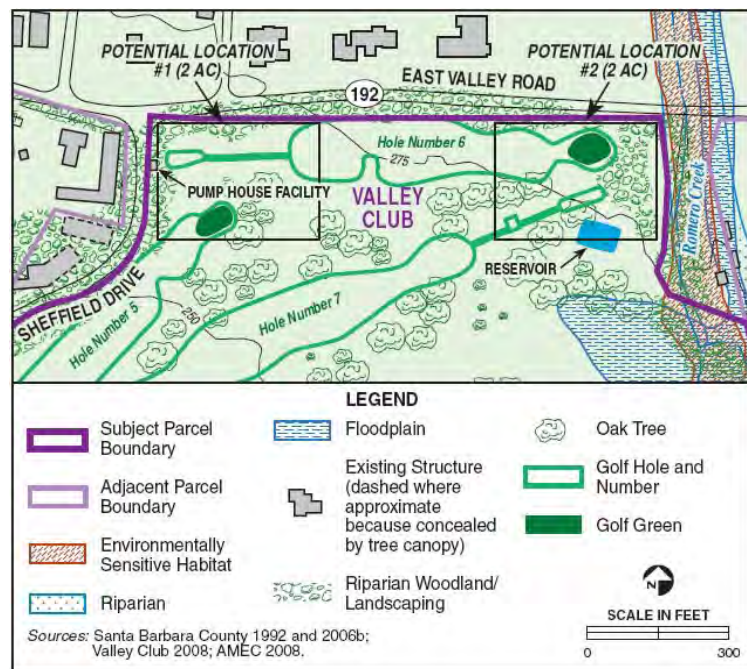 POTENTIAL LOCATION
#1 (2 AC)
POTENTIAL LOCATION
#2 (2 AC)
192
EAST VALLEY ROAD
Hole Number 6
275
PUMP HOUSE FACILITY
VALLEY
CLUB
RESERVOIR
Romero Creek
SHEFFIELD DRIVE
Hole Number 5
250
Hole Number 7
LEGEND
Subject Parcel
Boundary
Adjacent Parcel
Boundary
Environmentally
Sensitive Habitat
Riparian
Floodplain
Existing Structure
(dashed where
approximate
because concealed
by tree canopy)
Riparian Woodland/
Landscaping
Oak Tree
Golf Hole and
Number
Golf Green
N
SCALE IN FEET
0 300
Sources: Santa Barbara County 1992 and 2006b;
Valley Club 2008; AMEC 2008.